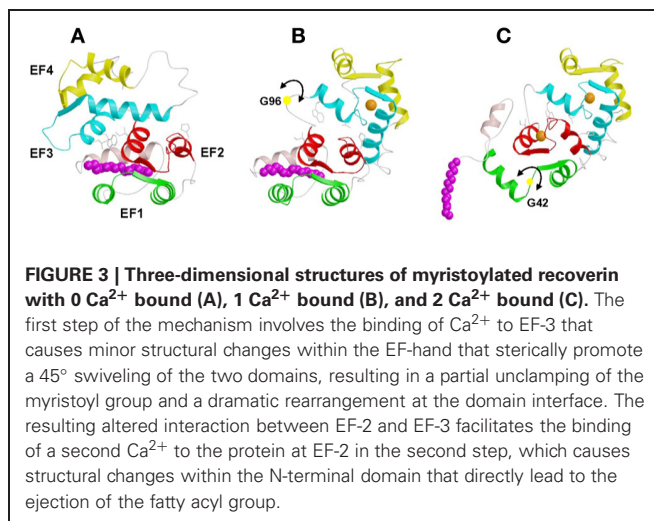 A
B
C
EF4
EF3
EF2
EF1
G96
G42
FIGURE 3 | Three-dimensional structures of myristoylated recoverin
with 0 Ca²⁺ bound (A), 1 Ca²⁺ bound (B), and 2 Ca²⁺ bound (C). The
first step of the mechanism involves the binding of Ca²⁺ to EF-3 that
causes minor structural changes within the EF-hand that sterically promote
a 45° swiveling of the two domains, resulting in a partial unclamping of the
myristoyl group and a dramatic rearrangement at the domain interface. The
resulting altered interaction between EF-2 and EF-3 facilitates the binding
of a second Ca²⁺ to the protein at EF-2 in the second step, which causes
structural changes within the N-terminal domain that directly lead to the
ejection of the fatty acyl group.